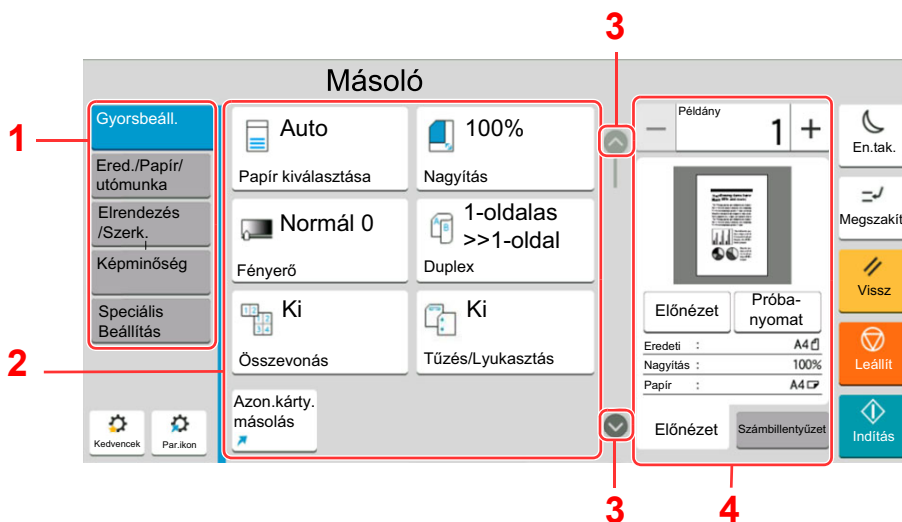 3
Másoló
1
Gyorsbeáll.
Ered./Papír/
utómunka
Elrendezés
/Szerk.
Képminőség
Speciális
Beállítás
Kedvencek
Par.ikon
2
Auto
Papír kiválasztása
100%
Nagyítás
Normál 0
Fényerő
1-oldalas
>>1-oldal
Duplex
Ki
Összevonás
Ki
Tűzés/Lyukasztás
Azon.kárty.
másolás
3
Példány
1
Előnézet
Próba-
nyomat
Eredeti : A4
Nagyítás : 100%
Papír : A4
Előnézet
Számbillentyűzet
4
En.tak.
Megszakít
Vissz
Leállít
Indítás